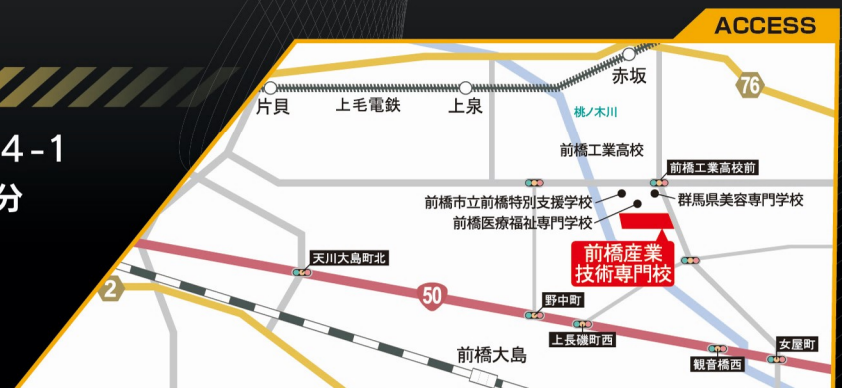 ACCESS
4-1
分
赤坂
片貝
上毛電鉄
上泉
76
桃ノ木川
前橋工業高校
前橋工業高校前
前橋市立前橋特別支援学校
群馬県美容専門学校
前橋医療福祉専門学校
前橋産業
技術専門校
天川大島町北
2
50
野中町
上長磯町西
前橋大島
観音橋西
女屋町